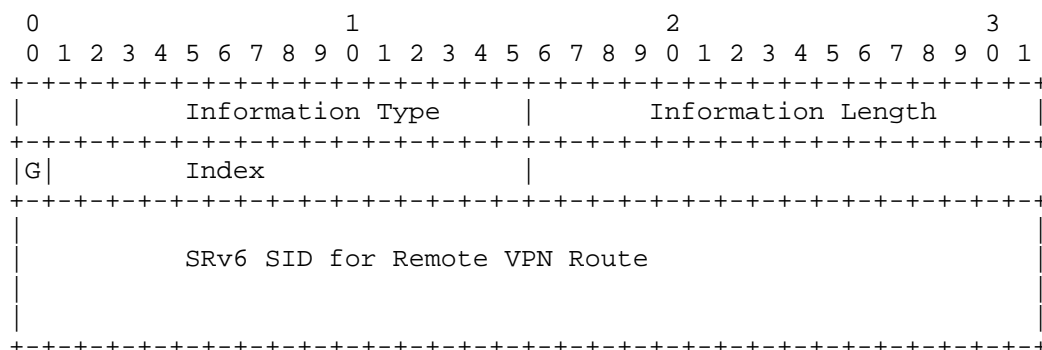 0                   1                   2                   3
 0 1 2 3 4 5 6 7 8 9 0 1 2 3 4 5 6 7 8 9 0 1 2 3 4 5 6 7 8 9 0 1
+-+-+-+-+-+-+-+-+-+-+-+-+-+-+-+-+-+-+-+-+-+-+-+-+-+-+-+-+-+-+-+-+
|          Information Type     |       Information Length      |
+-+-+-+-+-+-+-+-+-+-+-+-+-+-+-+-+-+-+-+-+-+-+-+-+-+-+-+-+-+-+-+-+
|G|        Index                |
+-+-+-+-+-+-+-+-+-+-+-+-+-+-+-+-+-+-+-+-+-+-+-+-+-+-+-+-+-+-+-+-+
|                                                               |
|          SRv6 SID for Remote VPN Route                        |
|                                                               |
|                                                               |
+-+-+-+-+-+-+-+-+-+-+-+-+-+-+-+-+-+-+-+-+-+-+-+-+-+-+-+-+-+-+-+-+